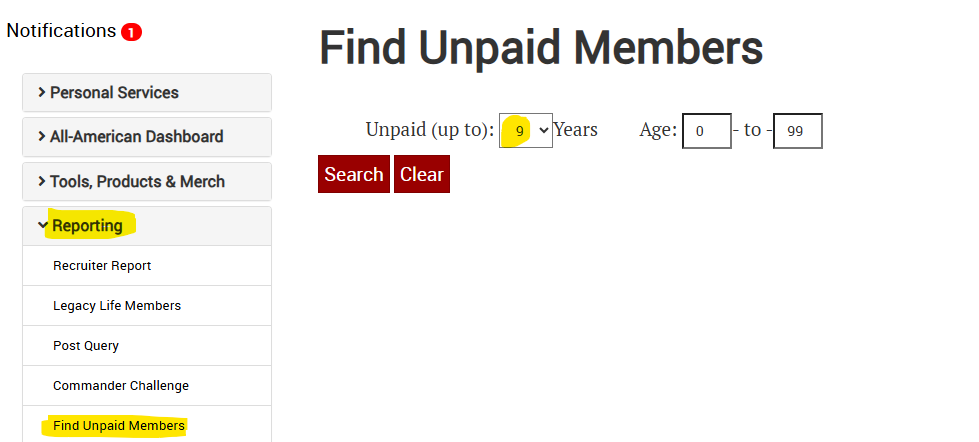 Notifications 1
Personal Services
All-American Dashboard
Tools, Products & Merch
Reporting
Recruiter Report
Legacy Life Members
Post Query
Commander Challenge
Find Unpaid Members
Find Unpaid Members
Unpaid (up to): 9 Years Age: 0 - to - 99
Search Clear